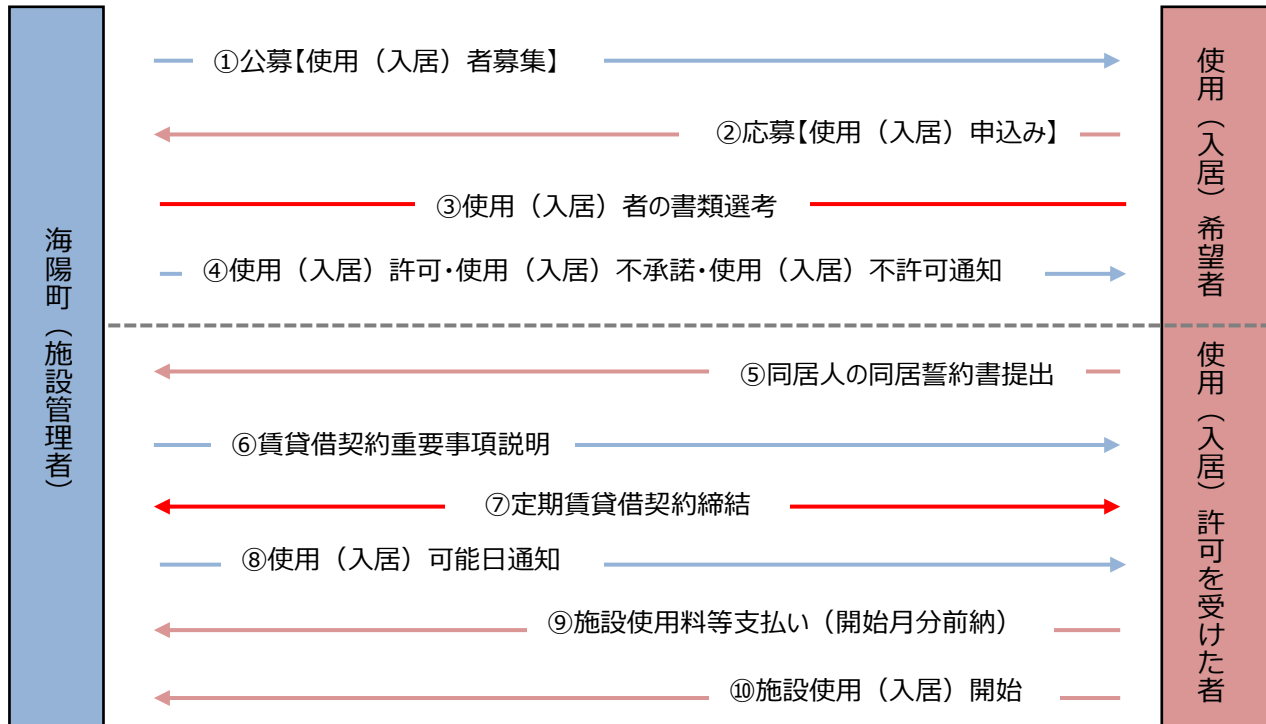 海陽町（施設管理者）
①公募【使用（入居）者募集】
②応募【使用（入居）申込み】
③使用（入居）者の書類選考
④使用（入居）許可・使用（入居）不承諾・使用（入居）不許可通知
使用（入居）希望者
⑤同居人の同居誓約書提出
⑥賃貸借契約重要事項説明
⑦定期賃貸借契約締結
⑧使用（入居）可能日通知
⑨施設使用料等支払い（開始月分前納）
⑩施設使用（入居）開始
使用（入居）許可を受けた者